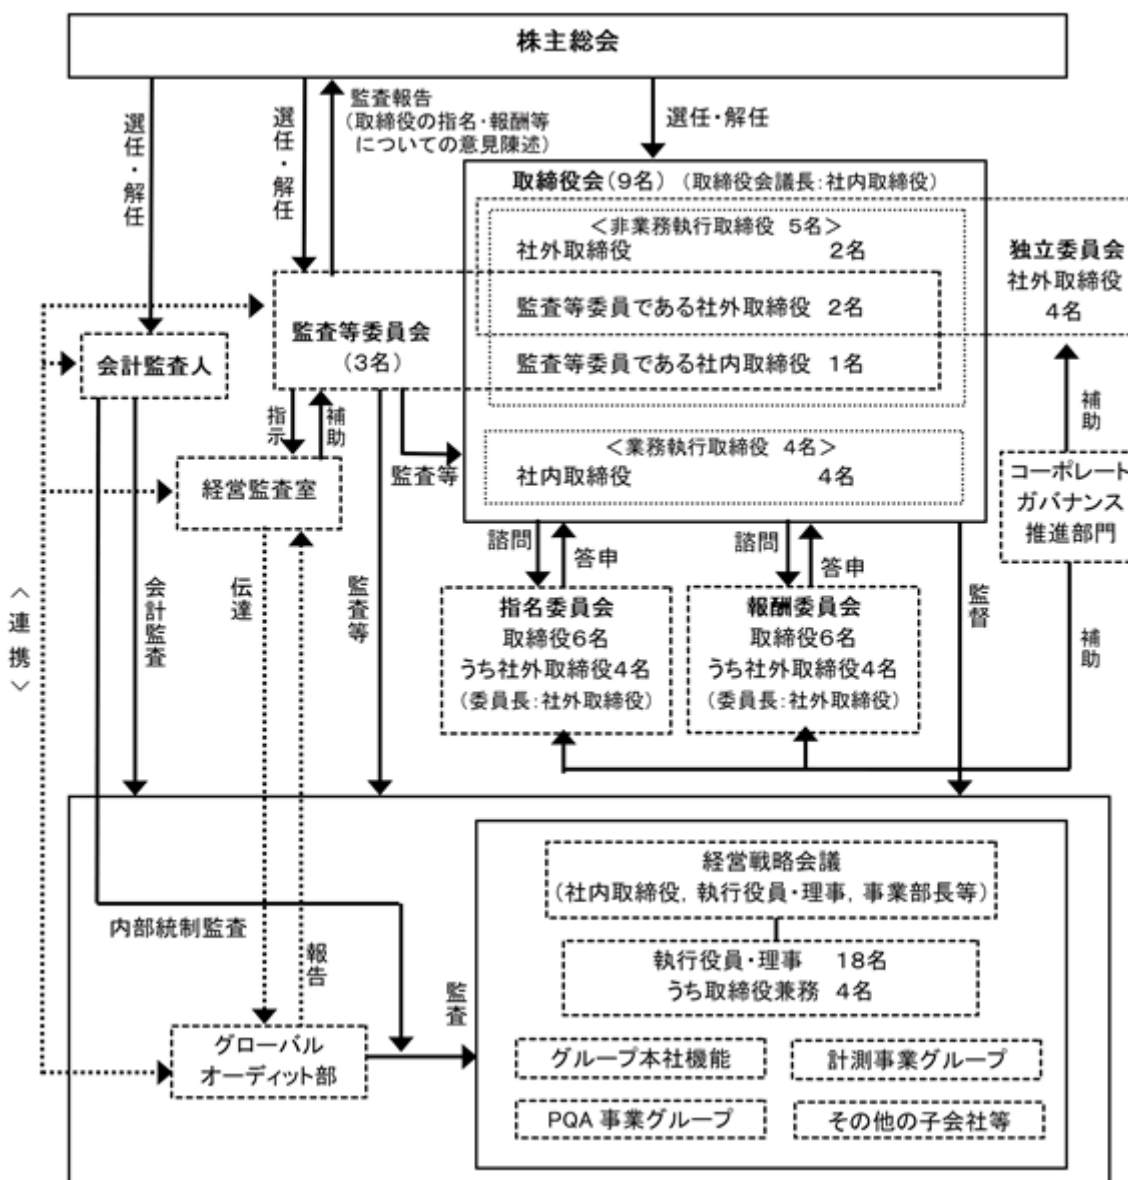 株主総会
選任・解任
選任・解任
監査報告
(取締役の指名・報酬等
についての意見陳述)
選任・解任
取締役会(9名) (取締役会議長:社内取締役)
＜非業務執行取締役 5名＞
社外取締役 2名
監査等委員である社外取締役 2名
監査等委員である社内取締役 1名
独立委員会
社外取締役
4名
監査等委員会
(3名)
会計監査人
指示
補助
監査等
＜業務執行取締役 4名＞
社内取締役 4名
補助
コーポレート
ガバナンス
推進部門
経営監査室
諮問
答申
諮問
答申
指名委員会
取締役6名
うち社外取締役4名
(委員長:社外取締役)
報酬委員会
取締役6名
うち社外取締役4名
(委員長:社外取締役)
＜連携＞
会計監査
伝達
監査等
監督
補助
経営戦略会議
(社内取締役, 執行役員・理事, 事業部長等)
執行役員・理事 18名
うち取締役兼務 4名
内部統制監査
報告
監査
グローバル
オーディット部
グループ本社機能
計測事業グループ
PQA 事業グループ
その他の子会社等